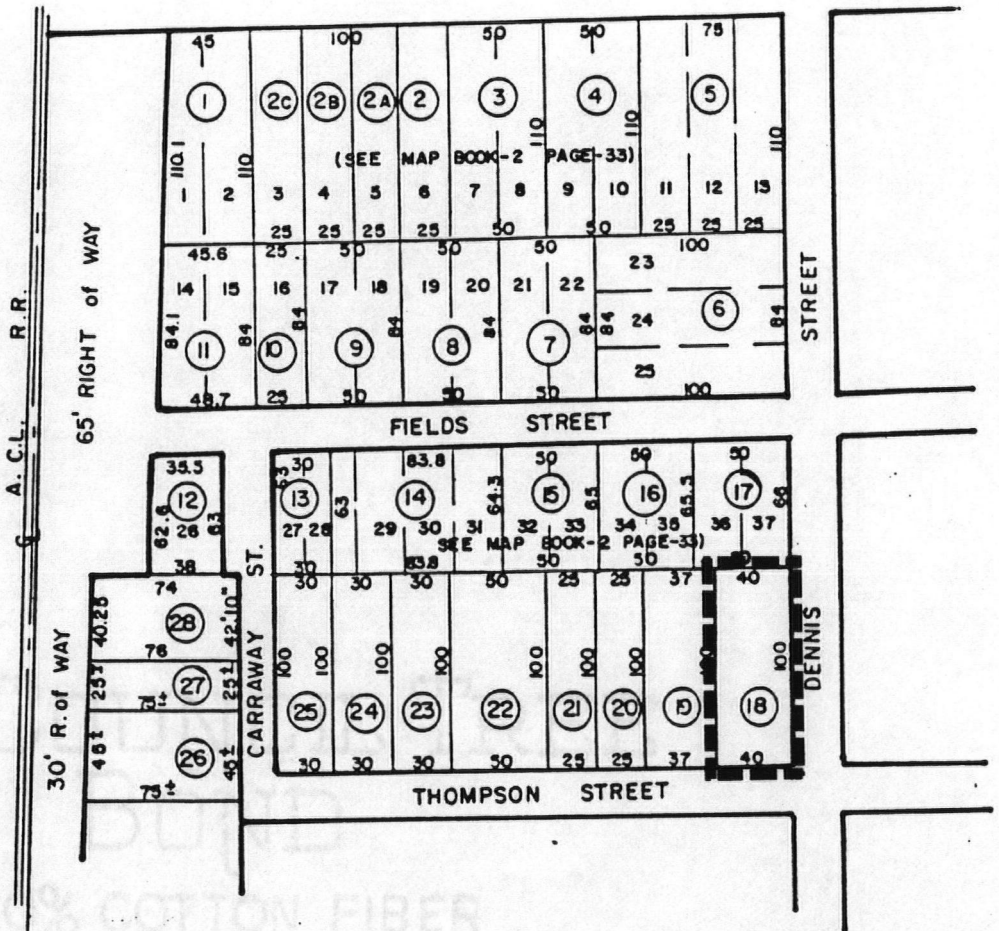 45 100 50 50 75
1 2C 2B 2A 2 3 4 5
110.1 110 110 110 110
(SEE MAP BOOK-2 PAGE-33)
1 2 3 4 5 6 7 8 9 10 11 12 13
25 25 25 25 50 50 25 25 25
45.6 25 50 50 50 100
14 15 16 17 18 19 20 21 22 23
84.1 84 84 84 84 84 84 24 6 84
11 10 9 8 7
25
48.7 25 50 50 50 100
FIELDS STREET
STREET
A.C.L. R.R.
65' RIGHT of WAY
35.5 30 83.8 50 50 50
12 13 14 15 16 17
62.6 63 63 63 64.3 65 65.5 66
26 27 28 29 30 31 32 33 34 35 36 37
SEE MAP BOOK-2 PAGE-33)
38 30 83.8 50 50 50
74 30 30 30 50 25 25 37 40
40.25 28 42'10"
76
25± 27 25±
100 100 100 100 100 100 100 100 100
45± 26 45±
75±
25 24 23 22 21 20 19 18
30 30 30 50 25 25 37 40
30' R. of WAY
CARRAWAY ST.
DENNIS
THOMPSON STREET
BOND
COTTON FIBER